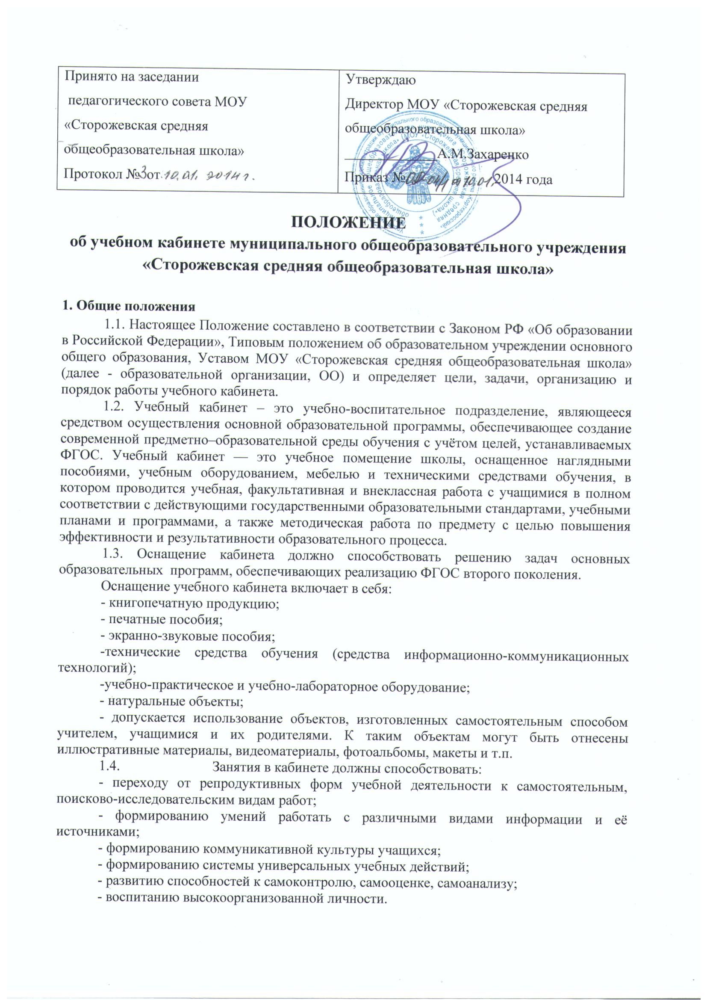 Принято на заседании
педагогического совета МОУ
«Сторожевская средняя
общеобразовательная школа»
Протокол №3 от 10.01. 2014 г.
Утверждаю
Директор МОУ «Сторожевская средняя
общеобразовательная школа»
А.М.Захаренко
Приказ № от 10.01. 2014 года
ПОЛОЖЕНИЕ
об учебном кабинете муниципального общеобразовательного учреждения
«Сторожевская средняя общеобразовательная школа»
1. Общие положения
1.1. Настоящее Положение составлено в соответствии с Законом РФ «Об образовании
в Российской Федерации», Типовым положением об образовательном учреждении основного
общего образования, Уставом МОУ «Сторожевская средняя общеобразовательная школа»
(далее - образовательной организации, ОО) и определяет цели, задачи, организацию и
порядок работы учебного кабинета.
1.2. Учебный кабинет – это учебно-воспитательное подразделение, являющееся
средством осуществления основной образовательной программы, обеспечивающее создание
современной предметно–образовательной среды обучения с учётом целей, устанавливаемых
ФГОС. Учебный кабинет — это учебное помещение школы, оснащенное наглядными
пособиями, учебным оборудованием, мебелью и техническими средствами обучения, в
котором проводится учебная, факультативная и внеклассная работа с учащимися в полном
соответствии с действующими государственными образовательными стандартами, учебными
планами и программами, а также методическая работа по предмету с целью повышения
эффективности и результативности образовательного процесса.
1.3. Оснащение кабинета должно способствовать решению задач основных
образовательных программ, обеспечивающих реализацию ФГОС второго поколения.
Оснащение учебного кабинета включает в себя:
- книгопечатную продукцию;
- печатные пособия;
- экранно-звуковые пособия;
-технические средства обучения (средства информационно-коммуникационных
технологий);
-учебно-практическое и учебно-лабораторное оборудование;
- натуральные объекты;
- допускается использование объектов, изготовленных самостоятельным способом
учителем, учащимися и их родителями. К таким объектам могут быть отнесены
иллюстративные материалы, видеоматериалы, фотоальбомы, макеты и т.п.
1.4. Занятия в кабинете должны способствовать:
- переходу от репродуктивных форм учебной деятельности к самостоятельным,
поисково-исследовательским видам работ;
- формированию умений работать с различными видами информации и её
источниками;
- формированию коммуникативной культуры учащихся;
- формированию системы универсальных учебных действий;
- развитию способностей к самоконтролю, самооценке, самоанализу;
- воспитанию высокоорганизованной личности.